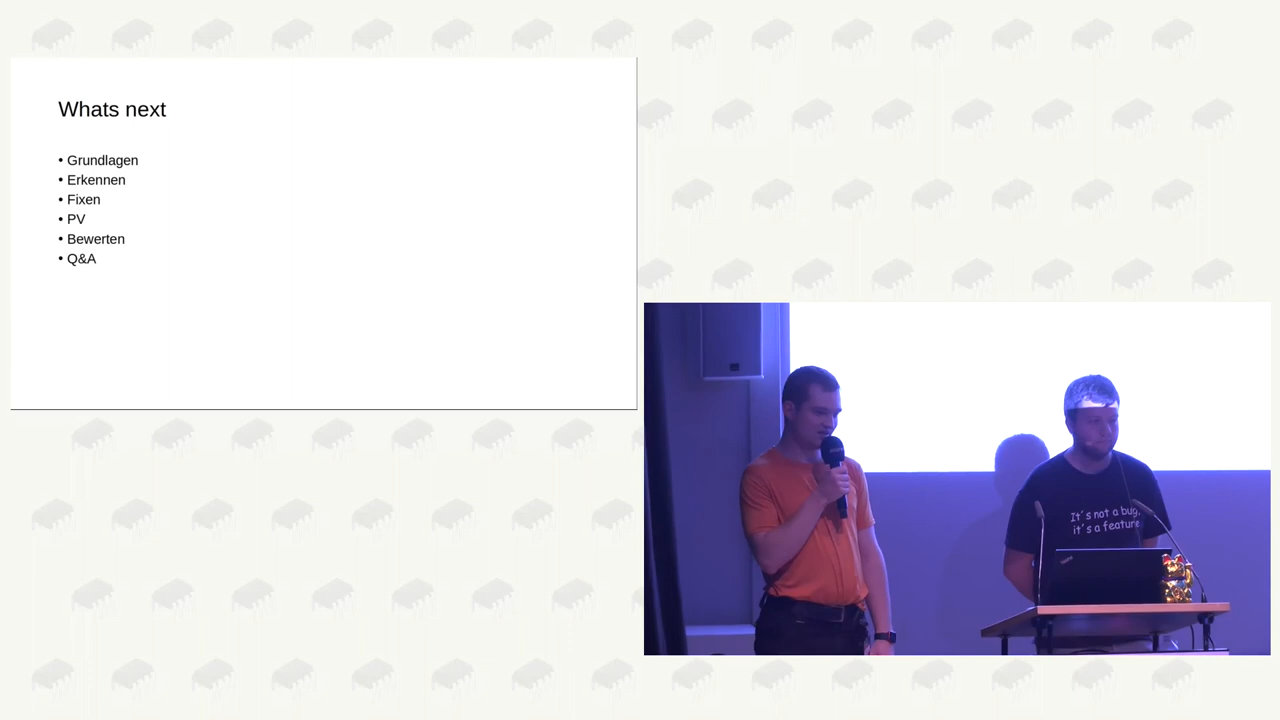 Whats next
• Grundlagen
• Erkennen
• Fixen
• PV
• Bewerten
• Q&A
It´s not a bug,
it´s a feature